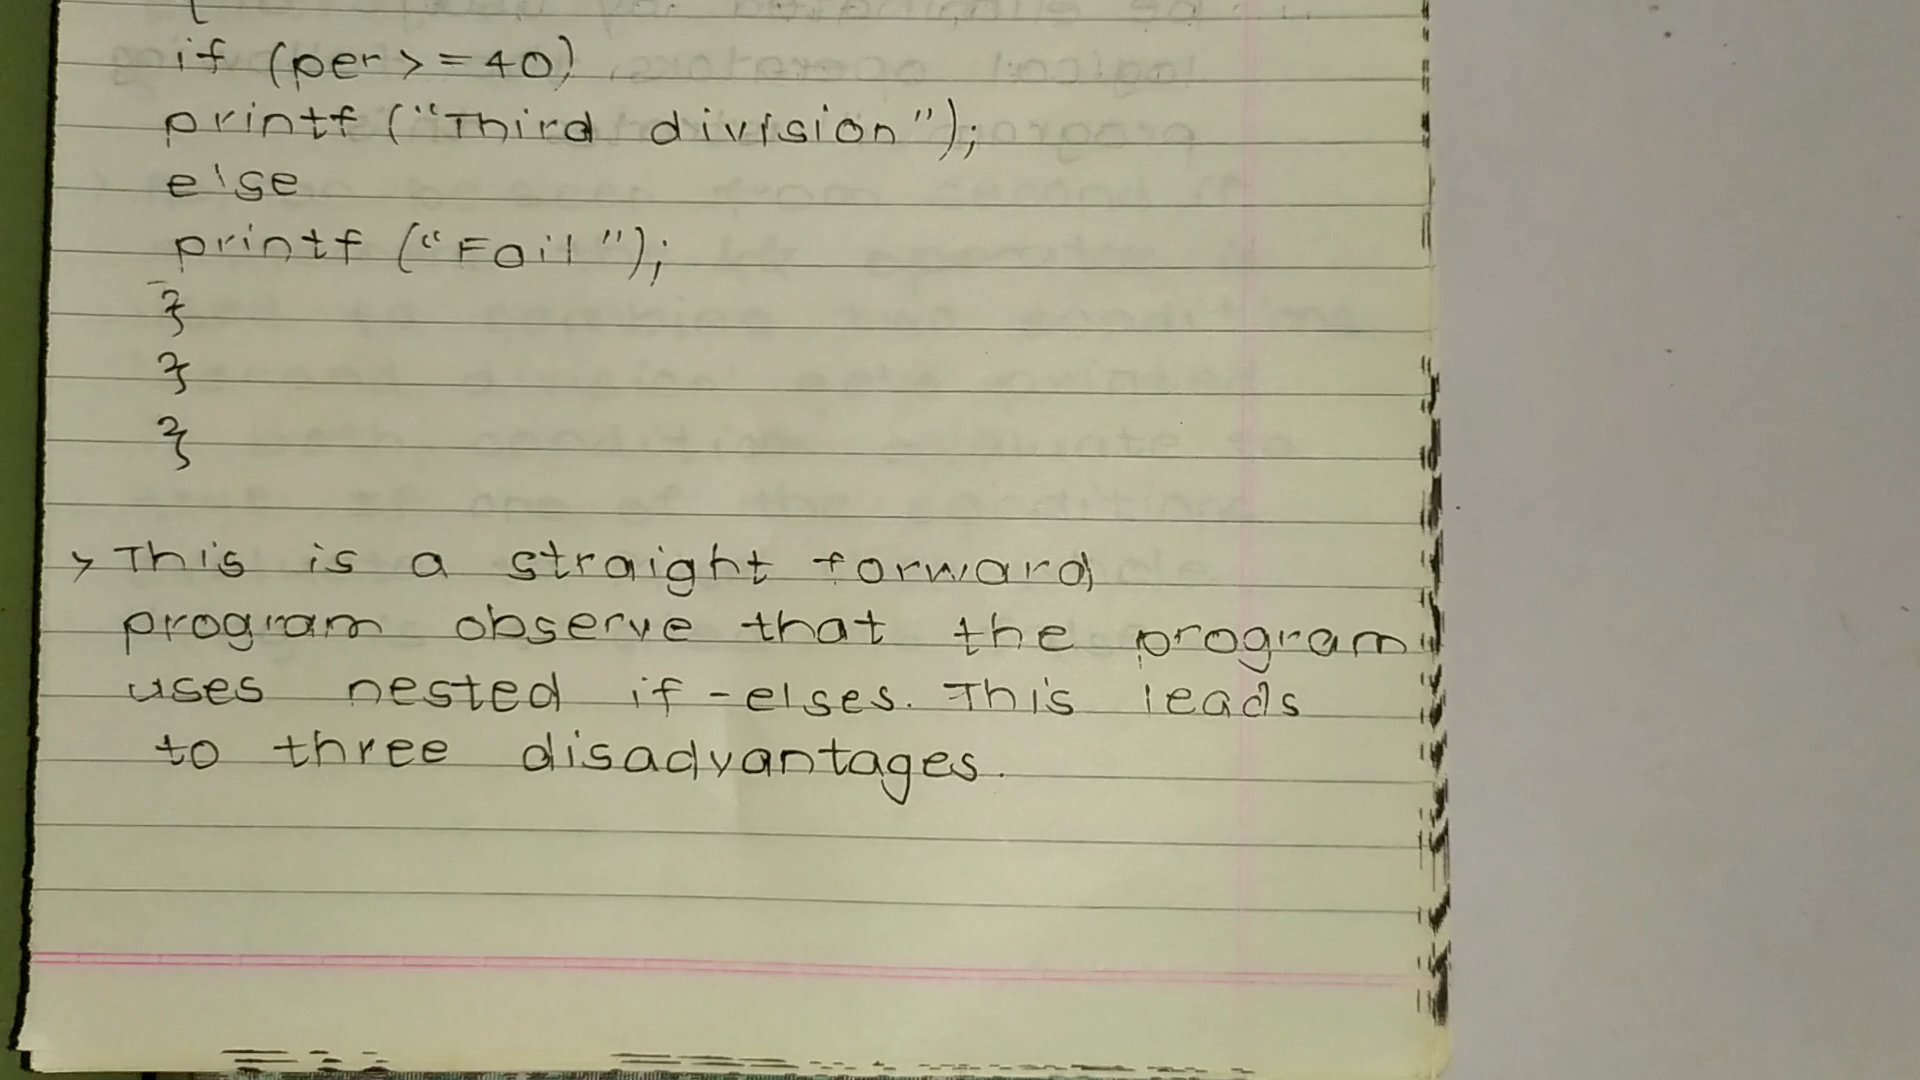 {
if (per >= 40)
printf ("Third division");
else
printf ("Fail");
}
}
}
> This is a straight forward
program observe that the program
uses nested if-elses. This leads
to three disadvantages.